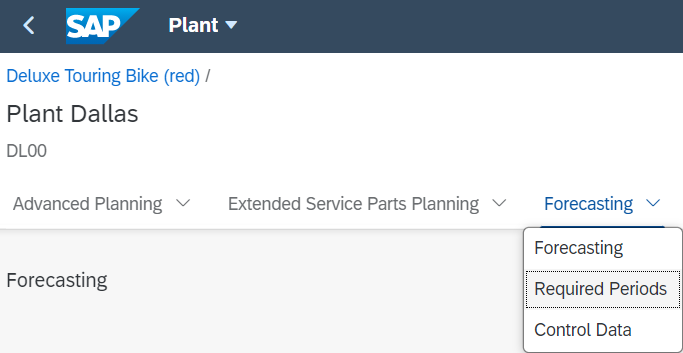 SAP Plant
Deluxe Touring Bike (red) /
Plant Dallas
DL00
Advanced Planning Extended Service Parts Planning Forecasting
Forecasting
Forecasting
Required Periods
Control Data